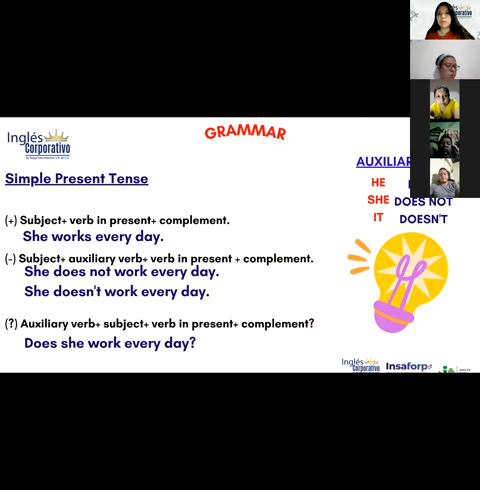 Inglés
Corporativo
GRAMMAR
AUXILIAR
Simple Present Tense
HE
SHE DOES NOT
IT DOESN'T
(+) Subject+ verb in present+ complement.
She works every day.
(-) Subject+ auxiliary verb+ verb in present + complement.
She does not work every day.
She doesn't work every day.
(?) Auxiliary verb+ subject+ verb in present+ complement?
Does she work every day?
Inglés
Corporativo
Insaforp